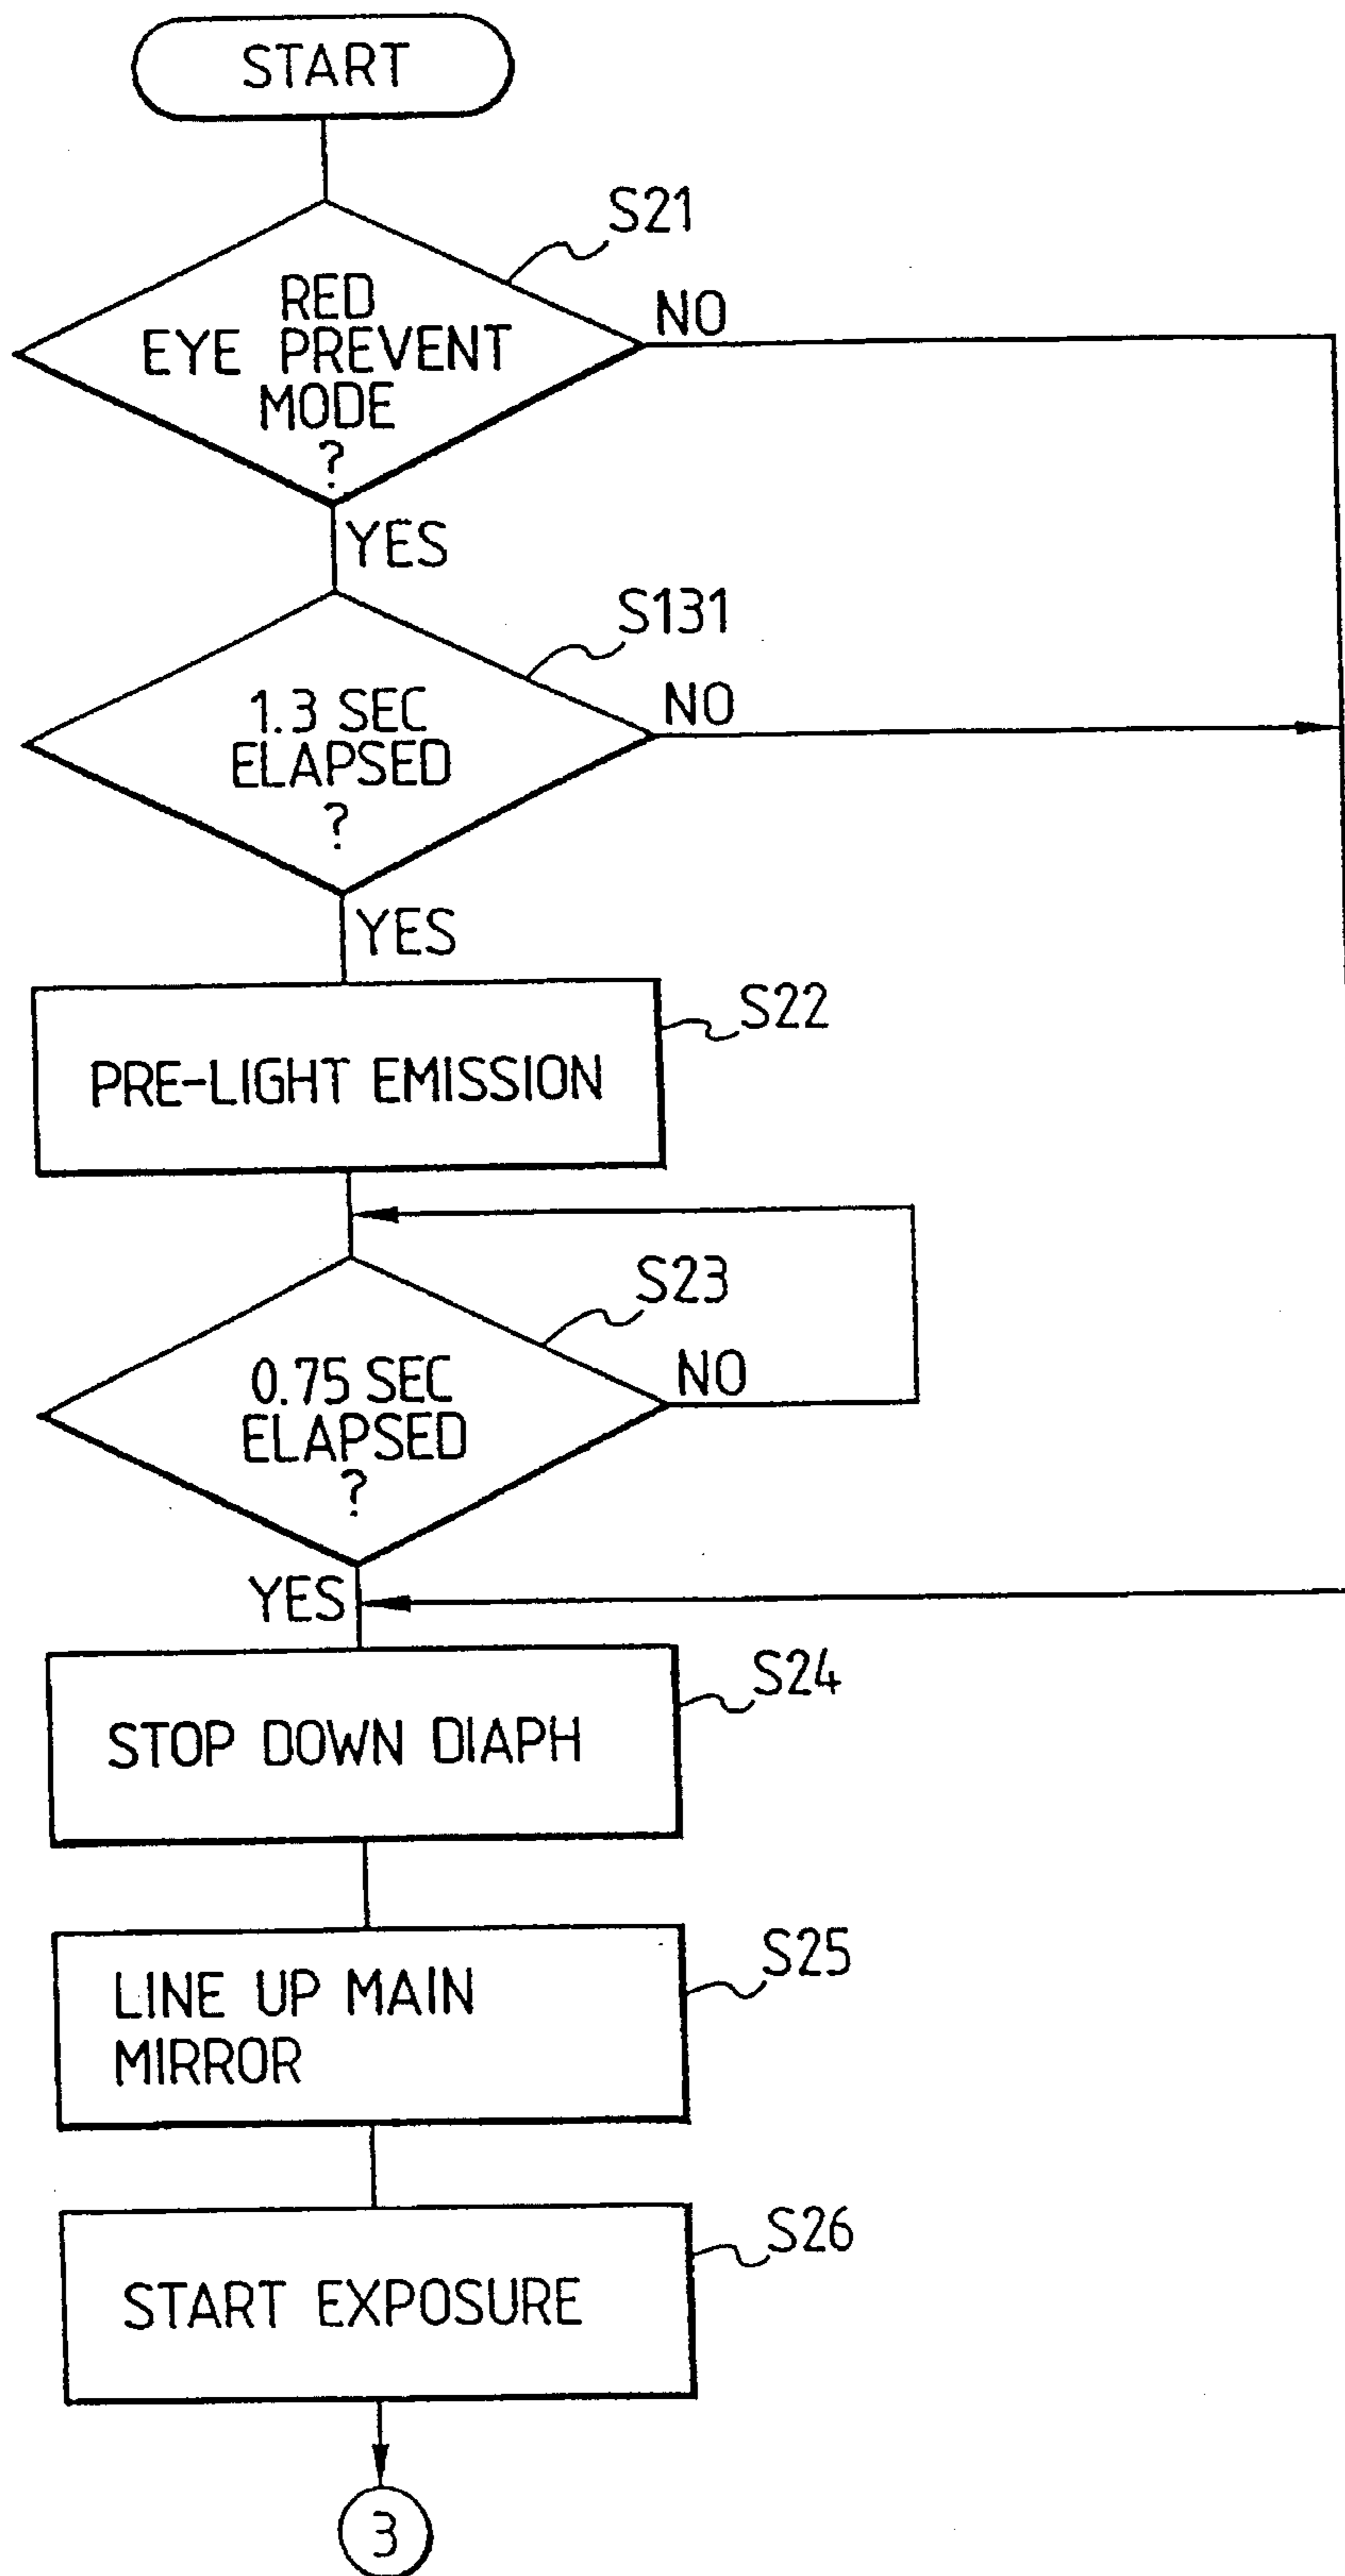 START
S21
RED
EYE PREVENT
MODE
?
NO
YES
S131
1.3 SEC
ELAPSED
?
NO
YES
S22
PRE-LIGHT EMISSION
S23
0.75 SEC
ELAPSED
?
NO
YES
S24
STOP DOWN DIAPH
S25
LINE UP MAIN
MIRROR
S26
START EXPOSURE
3